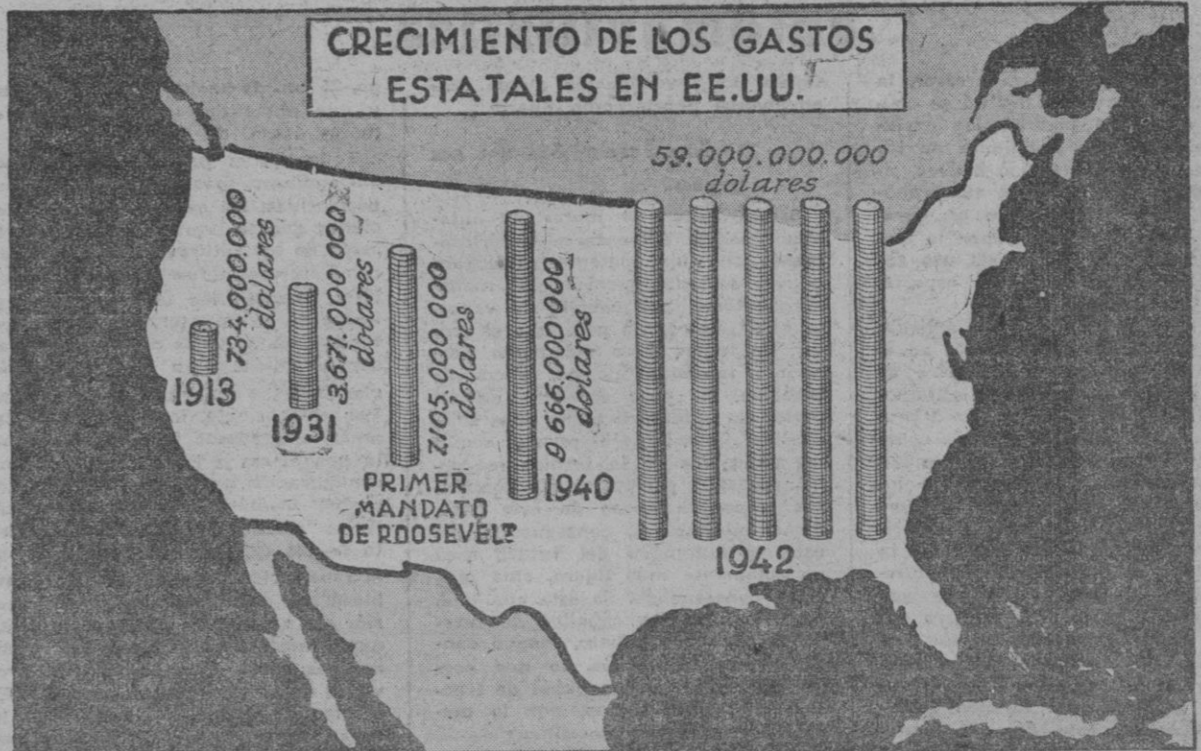 CRECIMIENTO DE LOS GASTOS
ESTATALES EN EE.UU.
59.000.000.000
dolares
734.000.000
dolares
1913
3.671.000 000
dolares
1931
7.105.000 000
dolares
PRIMER
MANDATO
DE ROOSEVELT
9 666.000 000
dolares
1940
1942